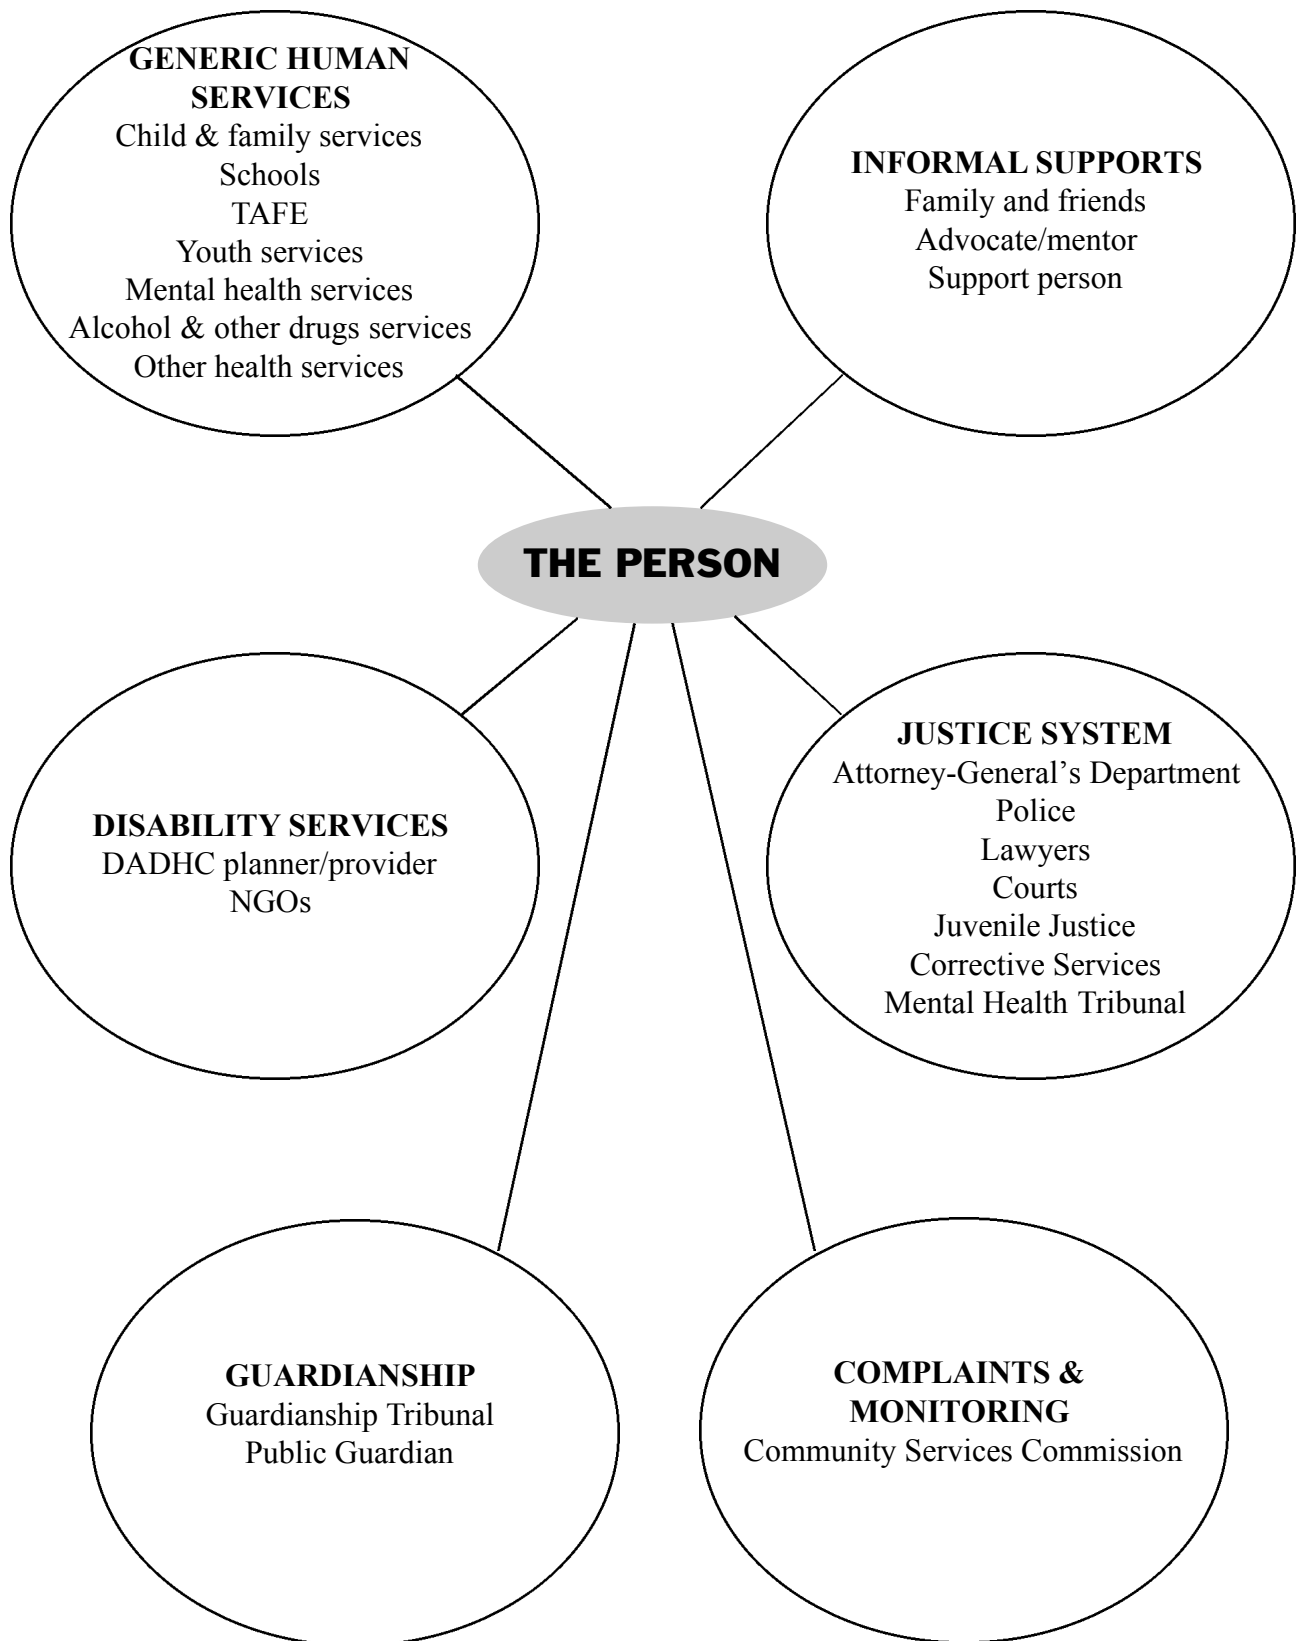 GENERIC HUMAN
SERVICES
Child & family services
Schools
TAFE
Youth services
Mental health services
Alcohol & other drugs services
Other health services
INFORMAL SUPPORTS
Family and friends
Advocate/mentor
Support person
THE PERSON
DISABILITY SERVICES
DADHC planner/provider
NGOs
JUSTICE SYSTEM
Attorney-General’s Department
Police
Lawyers
Courts
Juvenile Justice
Corrective Services
Mental Health Tribunal
GUARDIANSHIP
Guardianship Tribunal
Public Guardian
COMPLAINTS &
MONITORING
Community Services Commission